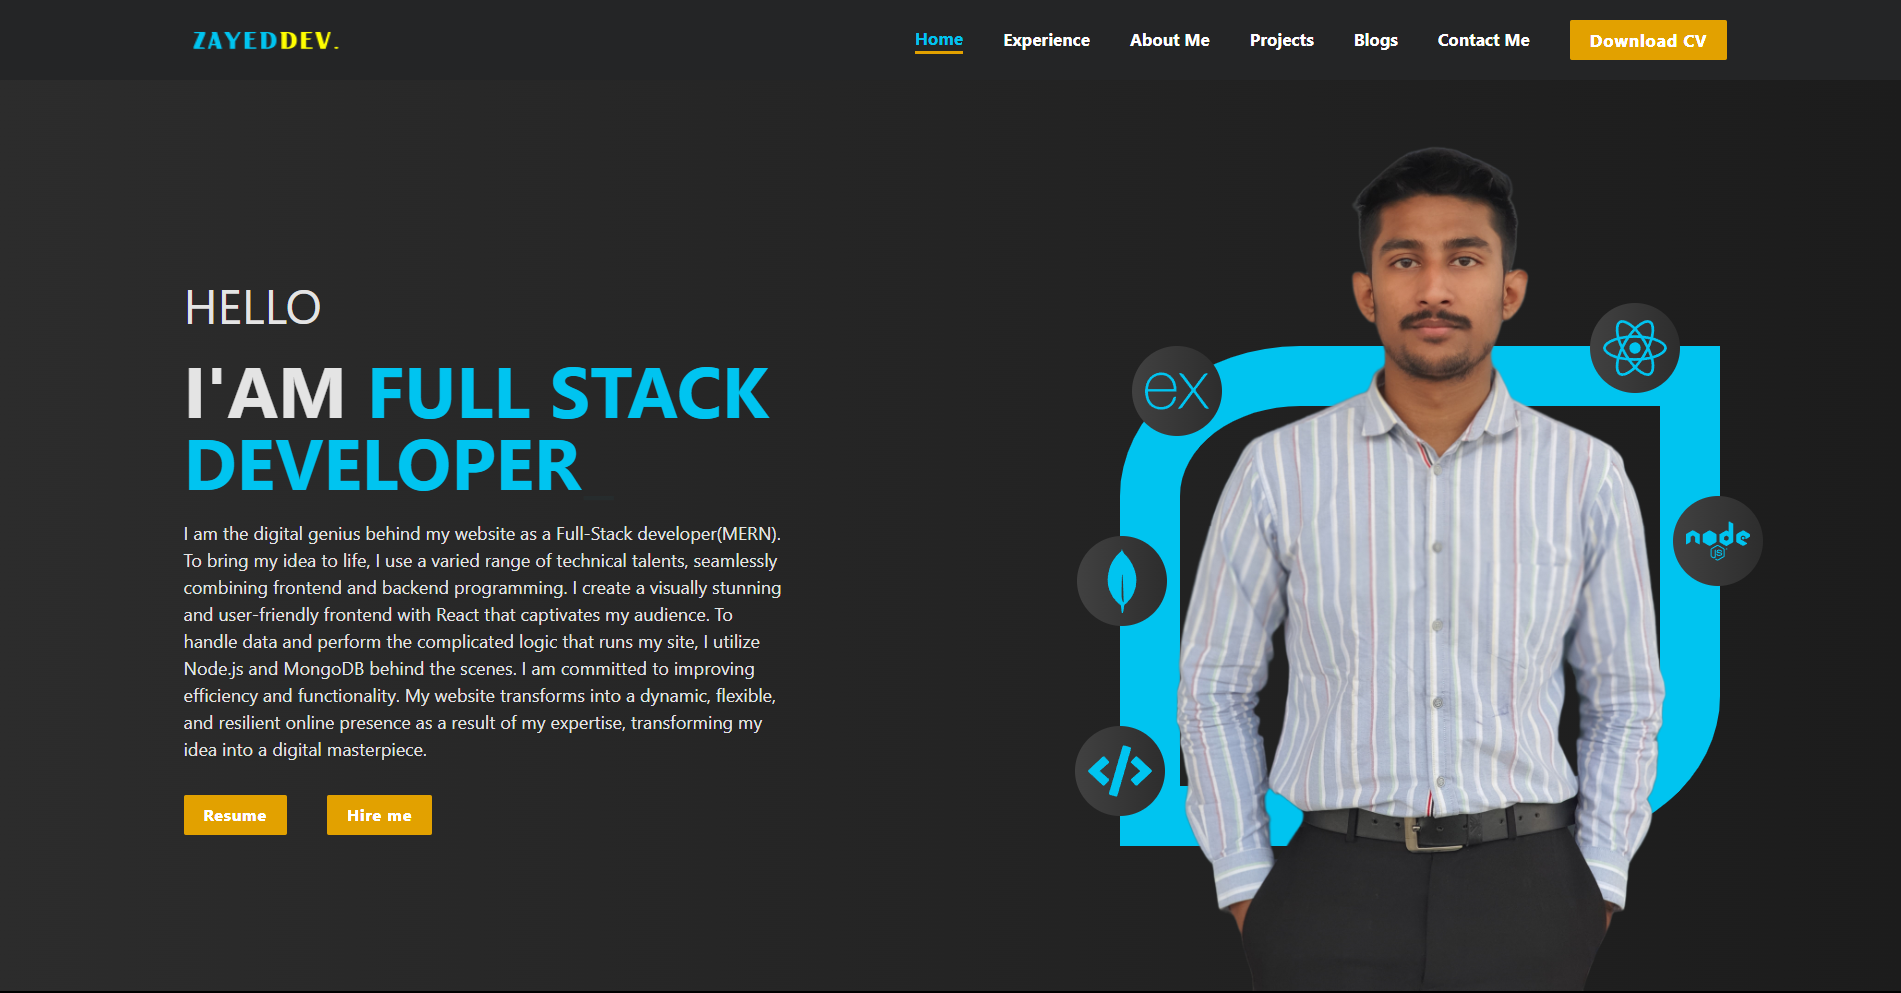 ZAYEDDEV.
Home Experience About Me Projects Blogs Contact Me Download CV
HELLO
I'AM FULL STACK
DEVELOPER
I am the digital genius behind my website as a Full-Stack developer(MERN).
To bring my idea to life, I use a varied range of technical talents, seamlessly
combining frontend and backend programming. I create a visually stunning
and user-friendly frontend with React that captivates my audience. To
handle data and perform the complicated logic that runs my site, I utilize
Node.js and MongoDB behind the scenes. I am committed to improving
efficiency and functionality. My website transforms into a dynamic, flexible,
and resilient online presence as a result of my expertise, transforming my
idea into a digital masterpiece.
Resume Hire me
ex
node
JS
</>